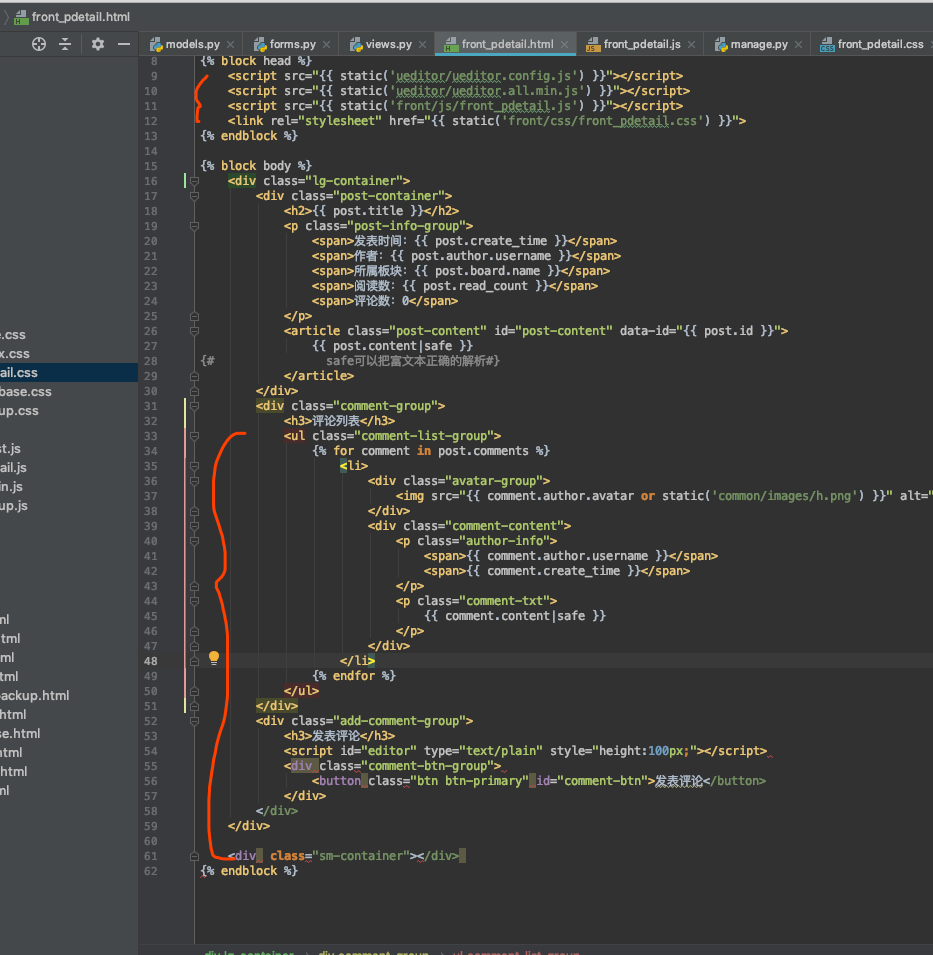 front_pdetail.html
models.py
forms.py
views.py
front_pdetail.html
front_pdetail.js
manage.py
front_pdetail.css
e.css
x.css
ail.css
base.css
up.css
st.js
ail.js
in.js
up.js
ml
tml
ml
tml
ackup.html
html
se.html
tml
html
ml
8 {% block head %}
9 <script src="{{ static('ueditor/ueditor.config.js') }}"></script>
10 <script src="{{ static('ueditor/ueditor.all.min.js') }}"></script>
11 <script src="{{ static('front/js/front_pdetail.js') }}"></script>
12 <link rel="stylesheet" href="{{ static('front/css/front_pdetail.css') }}">
13 {% endblock %}
14
15 {% block body %}
16 <div class="lg-container">
17 <div class="post-container">
18 <h2>{{ post.title }}</h2>
19 <p class="post-info-group">
20 <span>发表时间：{{ post.create_time }}</span>
21 <span>作者：{{ post.author.username }}</span>
22 <span>所属板块：{{ post.board.name }}</span>
23 <span>阅读数：{{ post.read_count }}</span>
24 <span>评论数：0</span>
25 </p>
26 <article class="post-content" id="post-content" data-id="{{ post.id }}">
27 {{ post.content|safe }}
28 {# safe可以把富文本正确的解析#}
29 </article>
30 </div>
31 <div class="comment-group">
32 <h3>评论列表</h3>
33 <ul class="comment-list-group">
34 {% for comment in post.comments %}
35 <li>
36 <div class="avatar-group">
37 <img src="{{ comment.author.avatar or static('common/images/h.png') }}" alt="
38 </div>
39 <div class="comment-content">
40 <p class="author-info">
41 <span>{{ comment.author.username }}</span>
42 <span>{{ comment.create_time }}</span>
43 </p>
44 <p class="comment-txt">
45 {{ comment.content|safe }}
46 </p>
47 </div>
48 </li>
49 {% endfor %}
50 </ul>
51 </div>
52 <div class="add-comment-group">
53 <h3>发表评论</h3>
54 <script id="editor" type="text/plain" style="height:100px;"></script>
55 <div class="comment-btn-group">
56 <button class="btn btn-primary" id="comment-btn">发表评论</button>
57 </div>
58 </div>
59 </div>
60
61 <div class="sm-container"></div>
62 {% endblock %}